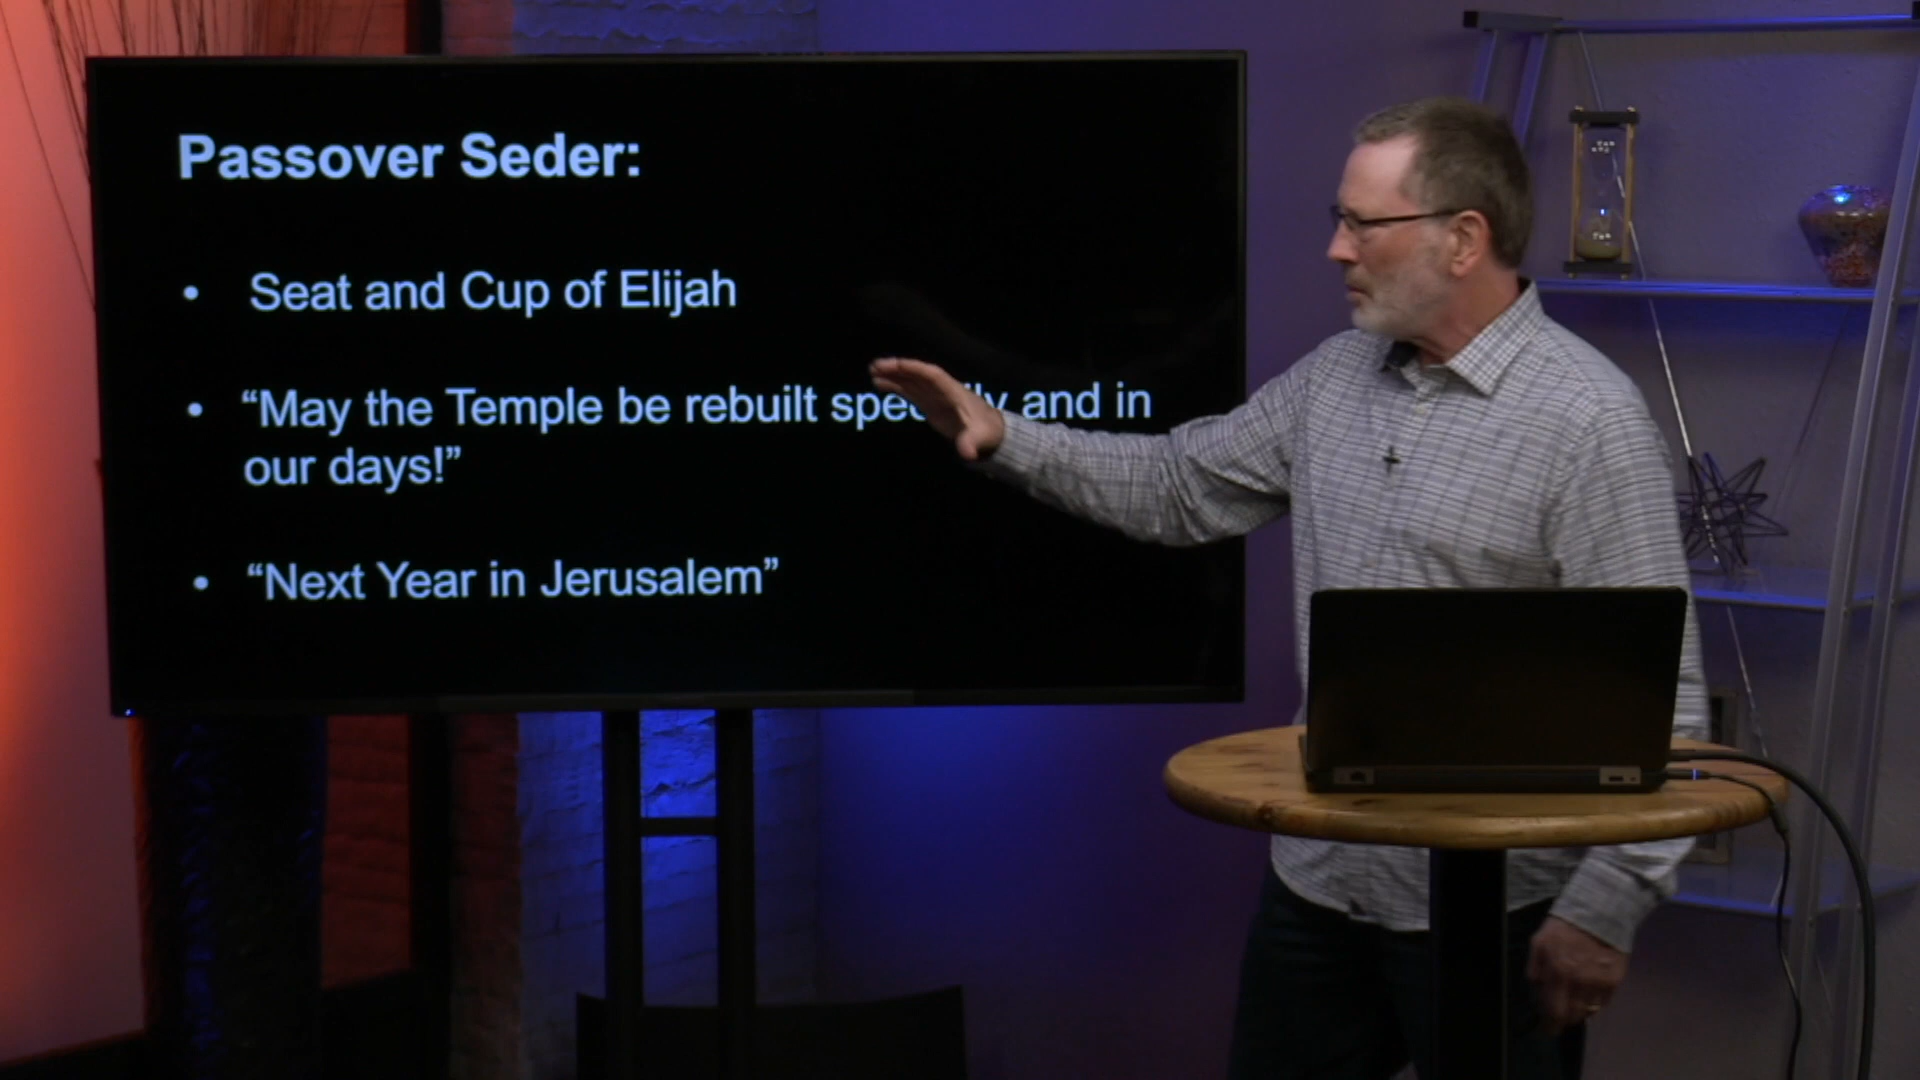 Passover Seder:
• Seat and Cup of Elijah
• “May the Temple be rebuilt and in
our days!”
• “Next Year in Jerusalem”